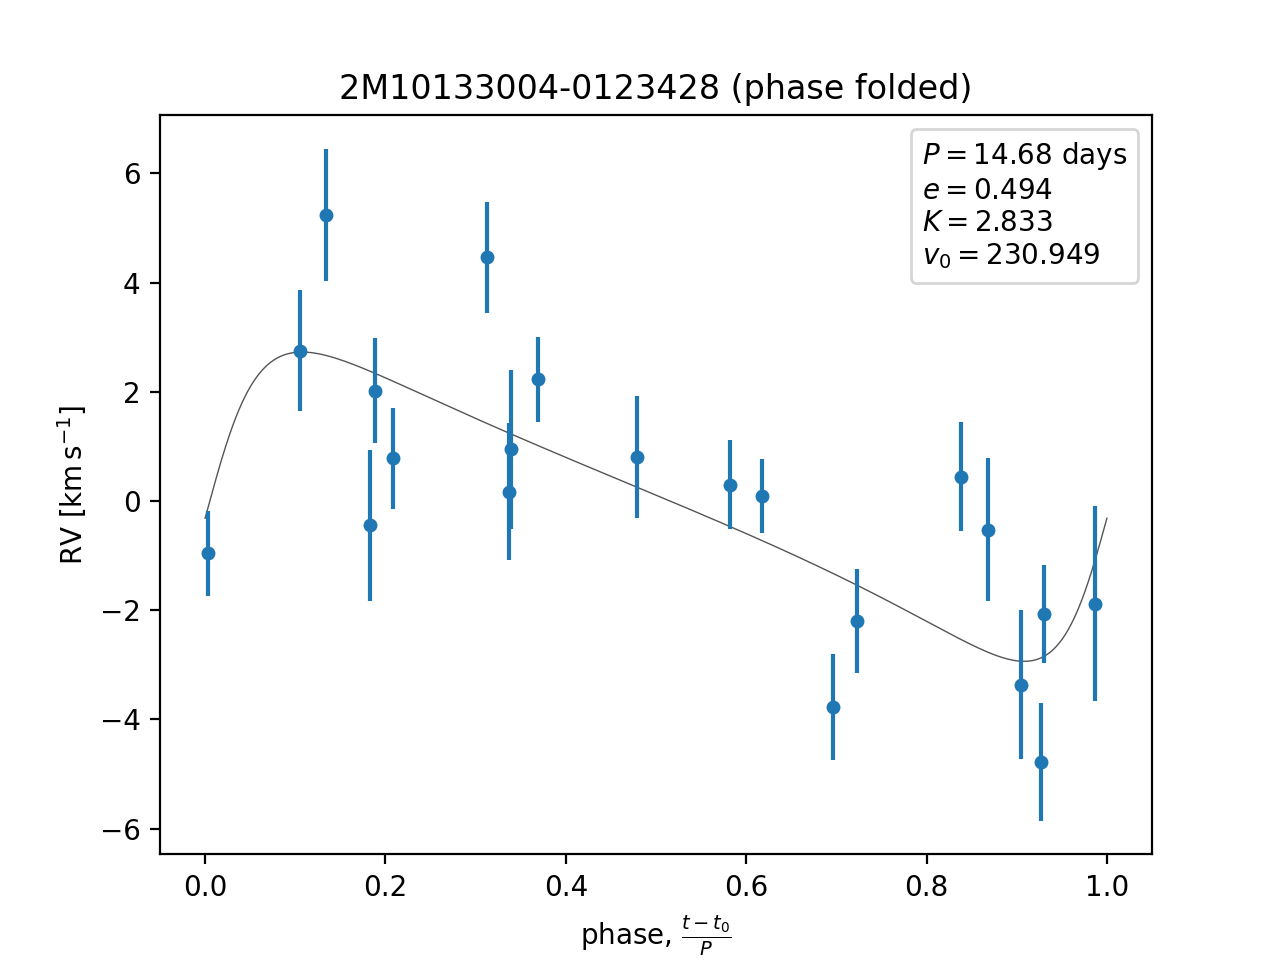 2M10133004-0123428 (phase folded)
P = 14.68 days
e = 0.494
K = 2.833
v₀ = 230.949
RV [km s⁻¹]
6
4
2
0
−2
−4
−6
0.0 0.2 0.4 0.6 0.8 1.0
phase, (t − t₀)/P